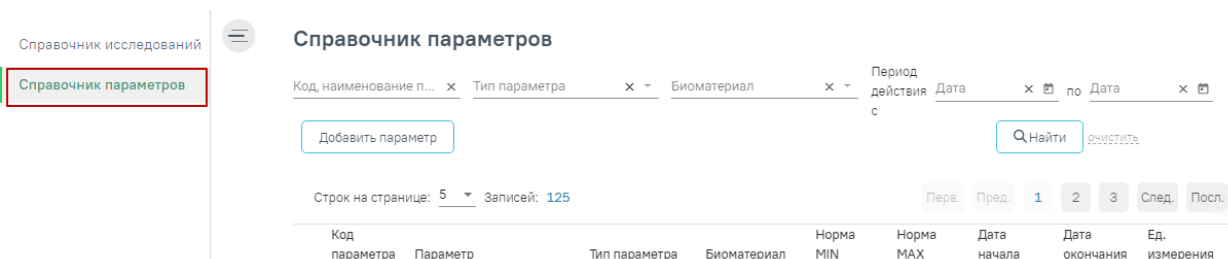 Справочник исследований
Справочник параметров
Справочник параметров
Код, наименование п... Тип параметра Биоматериал Период действия с Дата по Дата
Добавить параметр Найти очистить
Строк на странице: 5 Записей: 125 Перв. Пред. 1 2 3 След. Посл.
Код параметра Параметр Тип параметра Биоматериал Норма MIN Норма MAX Дата начала Дата окончания Ед. измерения